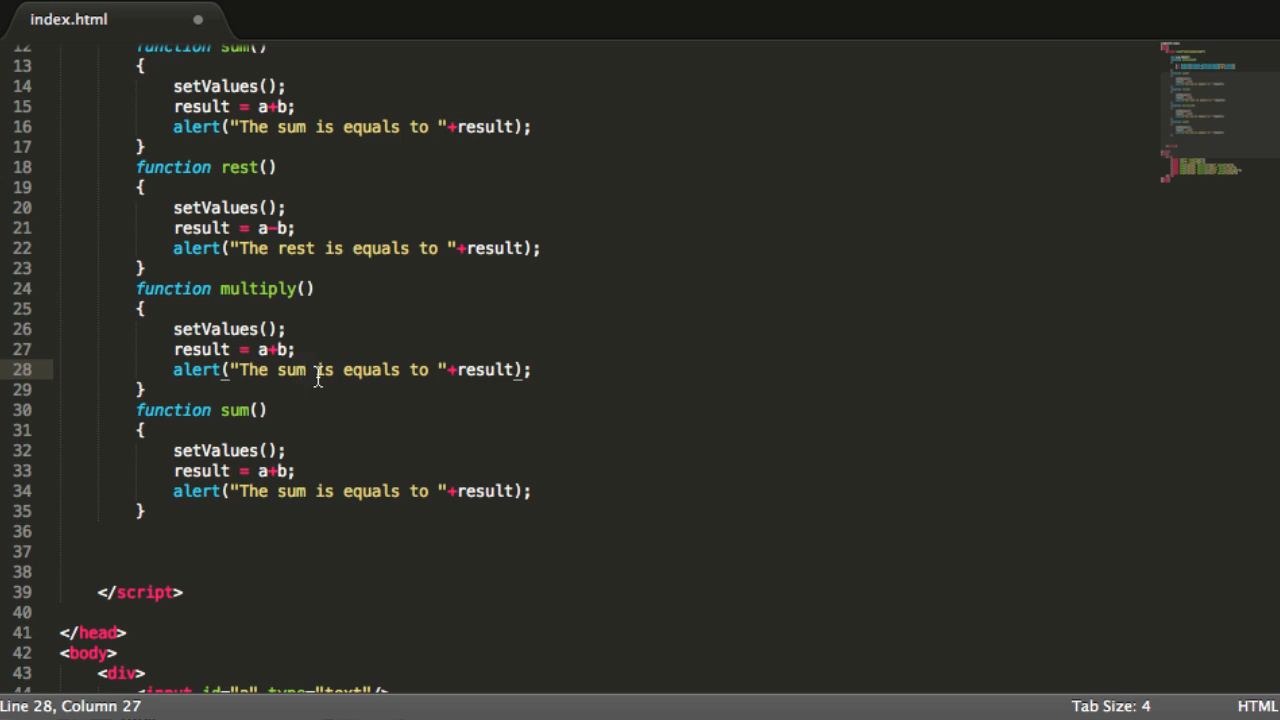 index.html
12 function sum()
13 {
14 setValues();
15 result = a+b;
16 alert("The sum is equals to "+result);
17 }
18 function rest()
19 {
20 setValues();
21 result = a-b;
22 alert("The rest is equals to "+result);
23 }
24 function multiply()
25 {
26 setValues();
27 result = a+b;
28 alert("The sum is equals to "+result);
29 }
30 function sum()
31 {
32 setValues();
33 result = a+b;
34 alert("The sum is equals to "+result);
35 }
36
37
38
39 </script>
40
41 </head>
42 <body>
43 <div>
44 <input id="a" type="text"/>
Line 28, Column 27 Tab Size: 4 HTML